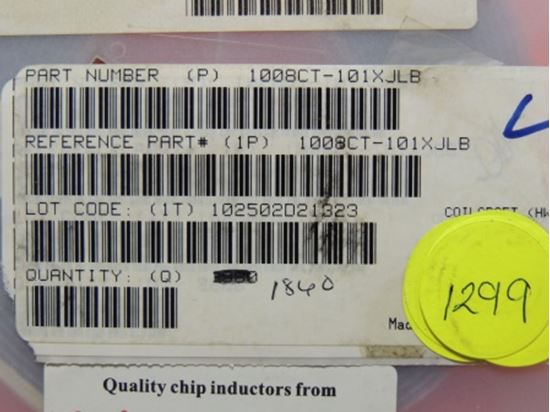 PART NUMBER (P) 1008CT-101XJLB
REFERENCE PART# (1P) 1008CT-101XJLB
LOT CODE: (1T) 102502D21323
QUANTITY: (Q) 1840
1299
Quality chip inductors from